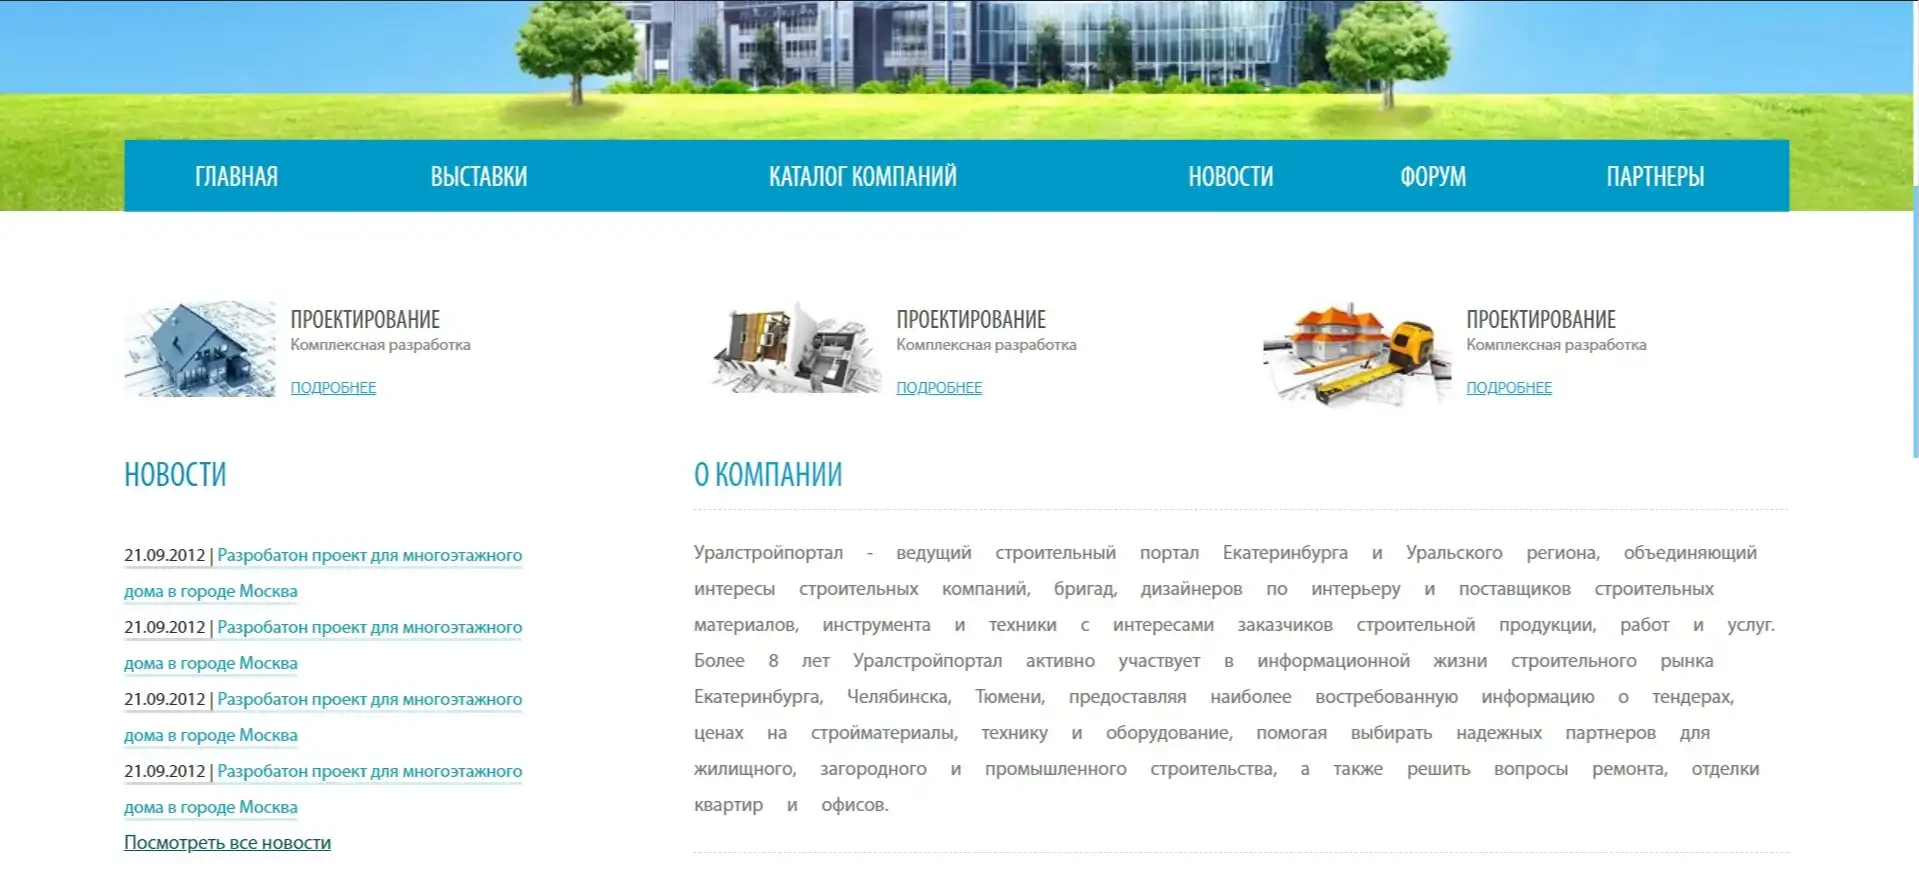 ГЛАВНАЯ ВЫСТАВКИ КАТАЛОГ КОМПАНИЙ НОВОСТИ ФОРУМ ПАРТНЕРЫ
ПРОЕКТИРОВАНИЕ
Комплексная разработка
ПОДРОБНЕЕ
ПРОЕКТИРОВАНИЕ
Комплексная разработка
ПОДРОБНЕЕ
ПРОЕКТИРОВАНИЕ
Комплексная разработка
ПОДРОБНЕЕ
НОВОСТИ
21.09.2012 | Разробатон проект для многоэтажного
дома в городе Москва
21.09.2012 | Разробатон проект для многоэтажного
дома в городе Москва
21.09.2012 | Разробатон проект для многоэтажного
дома в городе Москва
21.09.2012 | Разробатон проект для многоэтажного
дома в городе Москва
Посмотреть все новости
О КОМПАНИИ
Уралстройпортал - ведущий строительный портал Екатеринбурга и Уральского региона, объединяющий
интересы строительных компаний, бригад, дизайнеров по интерьеру и поставщиков строительных
материалов, инструмента и техники с интересами заказчиков строительной продукции, работ и услуг.
Более 8 лет Уралстройпортал активно участвует в информационной жизни строительного рынка
Екатеринбурга, Челябинска, Тюмени, предоставляя наиболее востребованную информацию о тендерах,
ценах на стройматериалы, технику и оборудование, помогая выбирать надежных партнеров для
жилищного, загородного и промышленного строительства, а также решить вопросы ремонта, отделки
квартир и офисов.